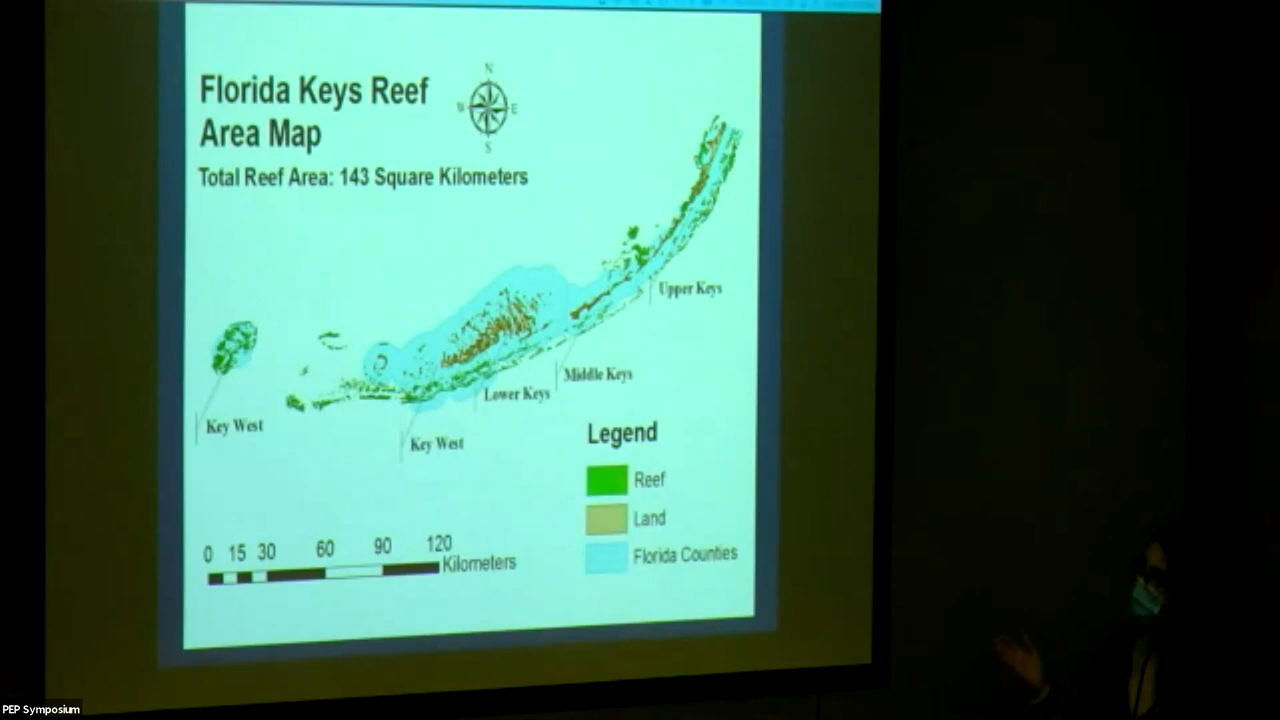 Florida Keys Reef
Area Map
N
W E
S
Total Reef Area: 143 Square Kilometers
Upper Keys
Middle Keys
Lower Keys
Key West
Key West
Legend
Reef
Land
Florida Counties
0 15 30 60 90 120
Kilometers
PEP Symposium